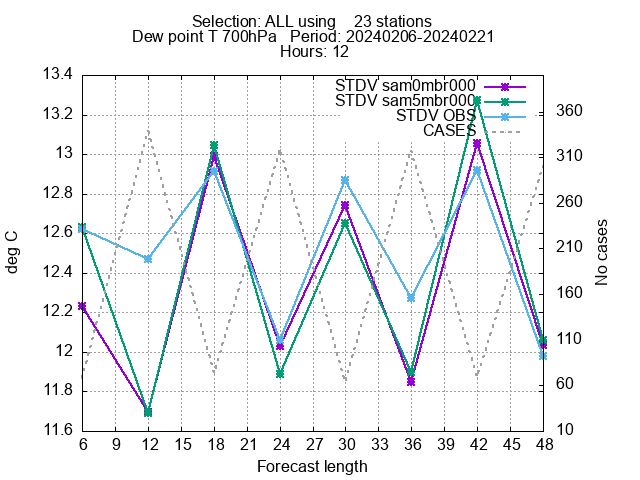 Selection: ALL using    23 stations
Dew point T 700hPa   Period: 20240206-20240221
Hours: 12
STDV sam0mbr000
STDV sam5mbr000
STDV OBS
CASES
13.4
13.2
13
12.8
12.6
12.4
12.2
12
11.8
11.6
deg C
360
310
260
210
160
110
60
10
No cases
6 9 12 15 18 21 24 27 30 33 36 39 42 45 48
Forecast length